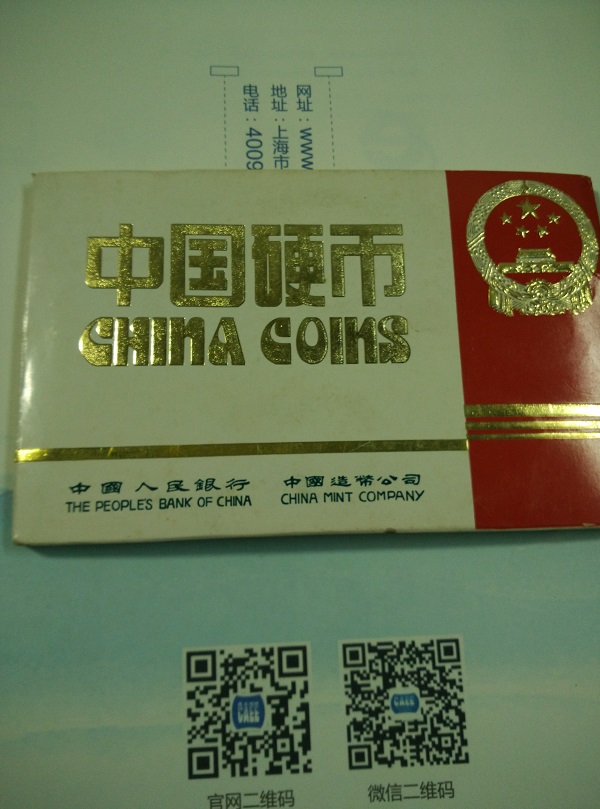 网址：www
地址：上海市
电话：4009
中国硬币
CHINA COINS
中國人民銀行
THE PEOPLE'S BANK OF CHINA
中國造幣公司
CHINA MINT COMPANY
CAEE
CAEE
官网二维码
微信二维码